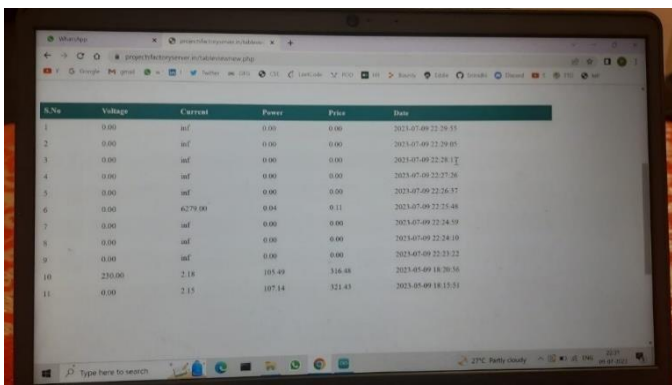 WhatsApp
projectsfactoryserver.in/tableviewnew.php
Google gmail Twitter LeetCode Discord
S.No Voltage Current Power Price Date
1 0.00 inf 0.00 0.00 2023-07-09 22:29:55
2 0.00 inf 0.00 0.00 2023-07-09 22:29:05
3 0.00 inf 0.00 0.00 2023-07-09 22:28:17
4 0.00 inf 0.00 0.00 2023-07-09 22:27:26
5 0.00 inf 0.00 0.00 2023-07-09 22:26:37
6 0.00 6279.00 0.04 0.11 2023-07-09 22:25:48
7 0.00 inf 0.00 0.00 2023-07-09 22:24:59
8 0.00 inf 0.00 0.00 2023-07-09 22:24:10
9 0.00 inf 0.00 0.00 2023-07-09 22:23:22
10 230.00 2.18 105.49 316.48 2023-05-09 18:20:56
11 0.00 2.15 107.14 321.43 2023-05-09 18:13:31
Type here to search 27°C Partly cloudy ENG